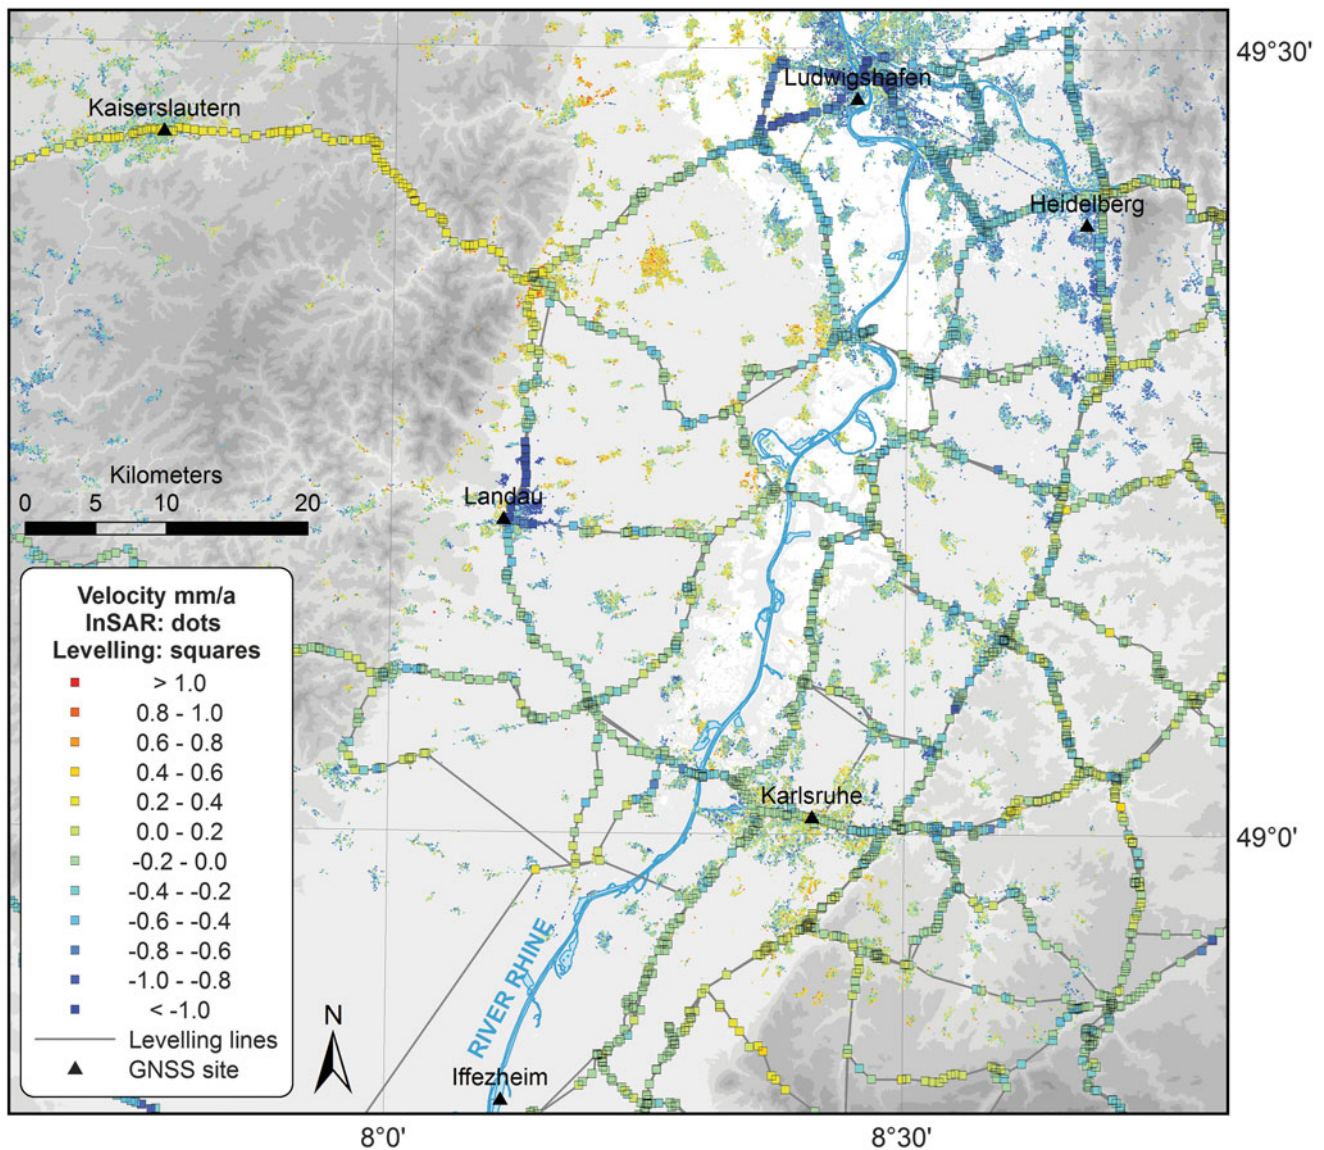 49°30'
Ludwigshafen
Kaiserslautern
Heidelberg
Kilometers
0 5 10 20
Landau
Velocity mm/a
InSAR: dots
Levelling: squares
> 1.0
0.8 - 1.0
0.6 - 0.8
0.4 - 0.6
0.2 - 0.4
0.0 - 0.2
-0.2 - 0.0
-0.4 - -0.2
-0.6 - -0.4
-0.8 - -0.6
-1.0 - -0.8
< -1.0
Levelling lines
GNSS site
Karlsruhe
49°0'
RIVER RHINE
N
Iffezheim
8°0'
8°30'